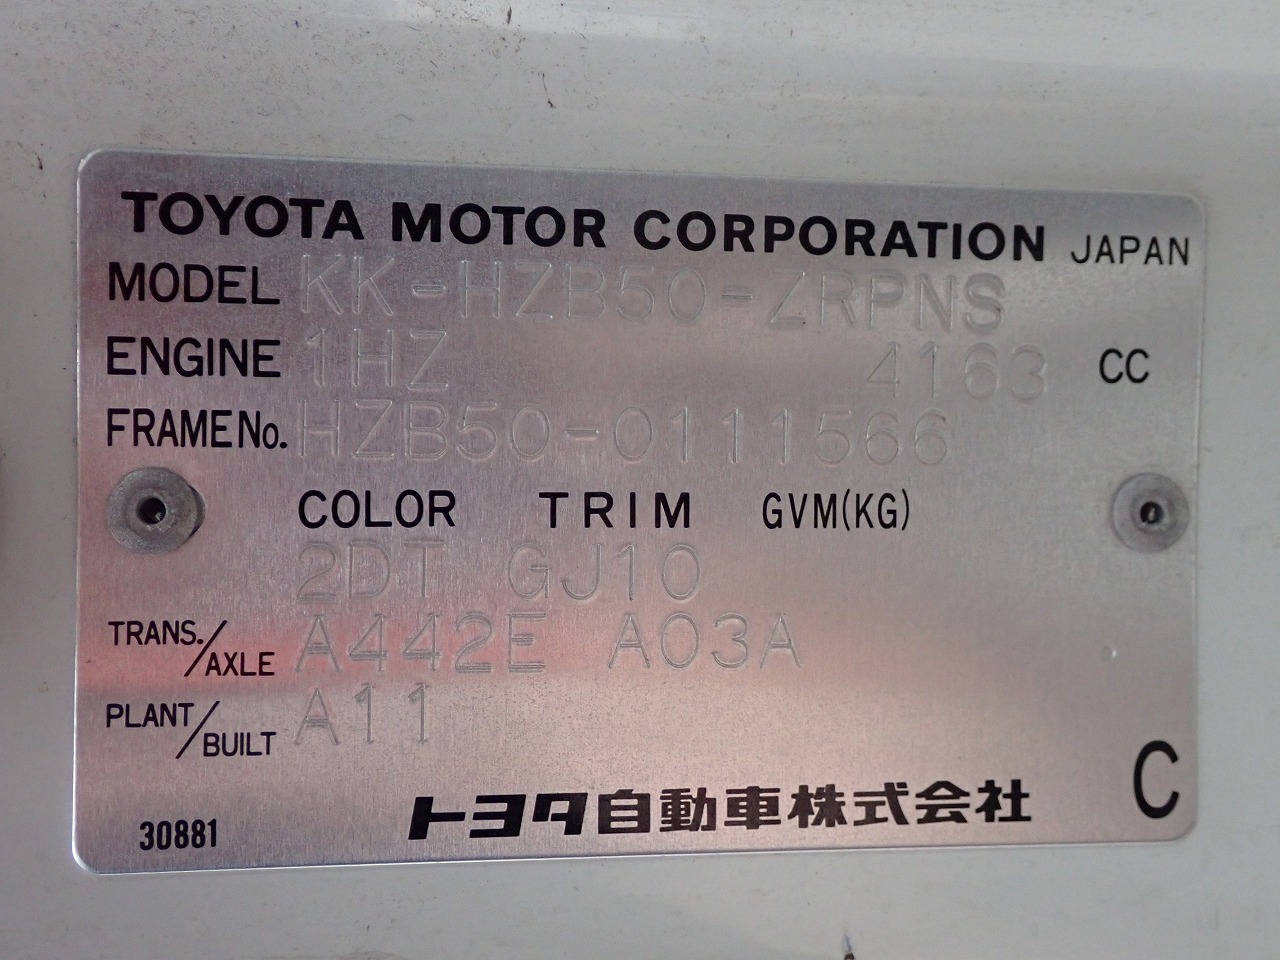 TOYOTA MOTOR CORPORATION JAPAN
MODEL KK-HZB50-ZRPNS
ENGINE 1HZ 4163 CC
FRAME No. HZB50-0111566
COLOR TRIM GVM(KG)
2DT GJ10
TRANS./AXLE A442E A03A
PLANT/BUILT A11
C
30881 トヨタ自動車株式会社